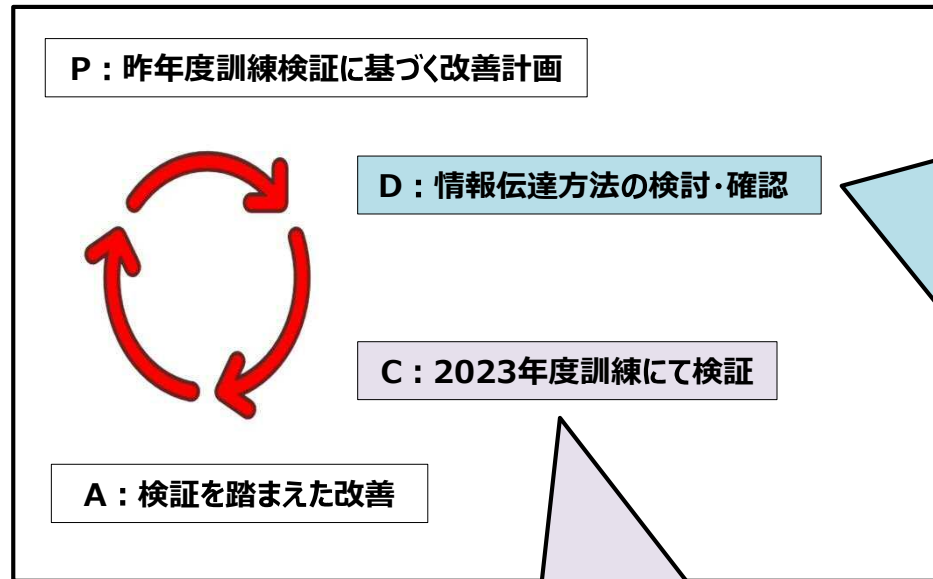 P：昨年度訓練検証に基づく改善計画
D：情報伝達方法の検討・確認
C：2023年度訓練にて検証
A：検証を踏まえた改善